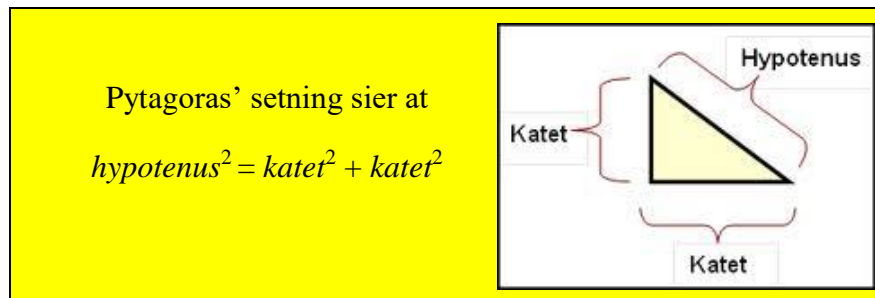 Pytagoras’ setning sier at
hypotenus² = katet² + katet²
Hypotenus
Katet
Katet